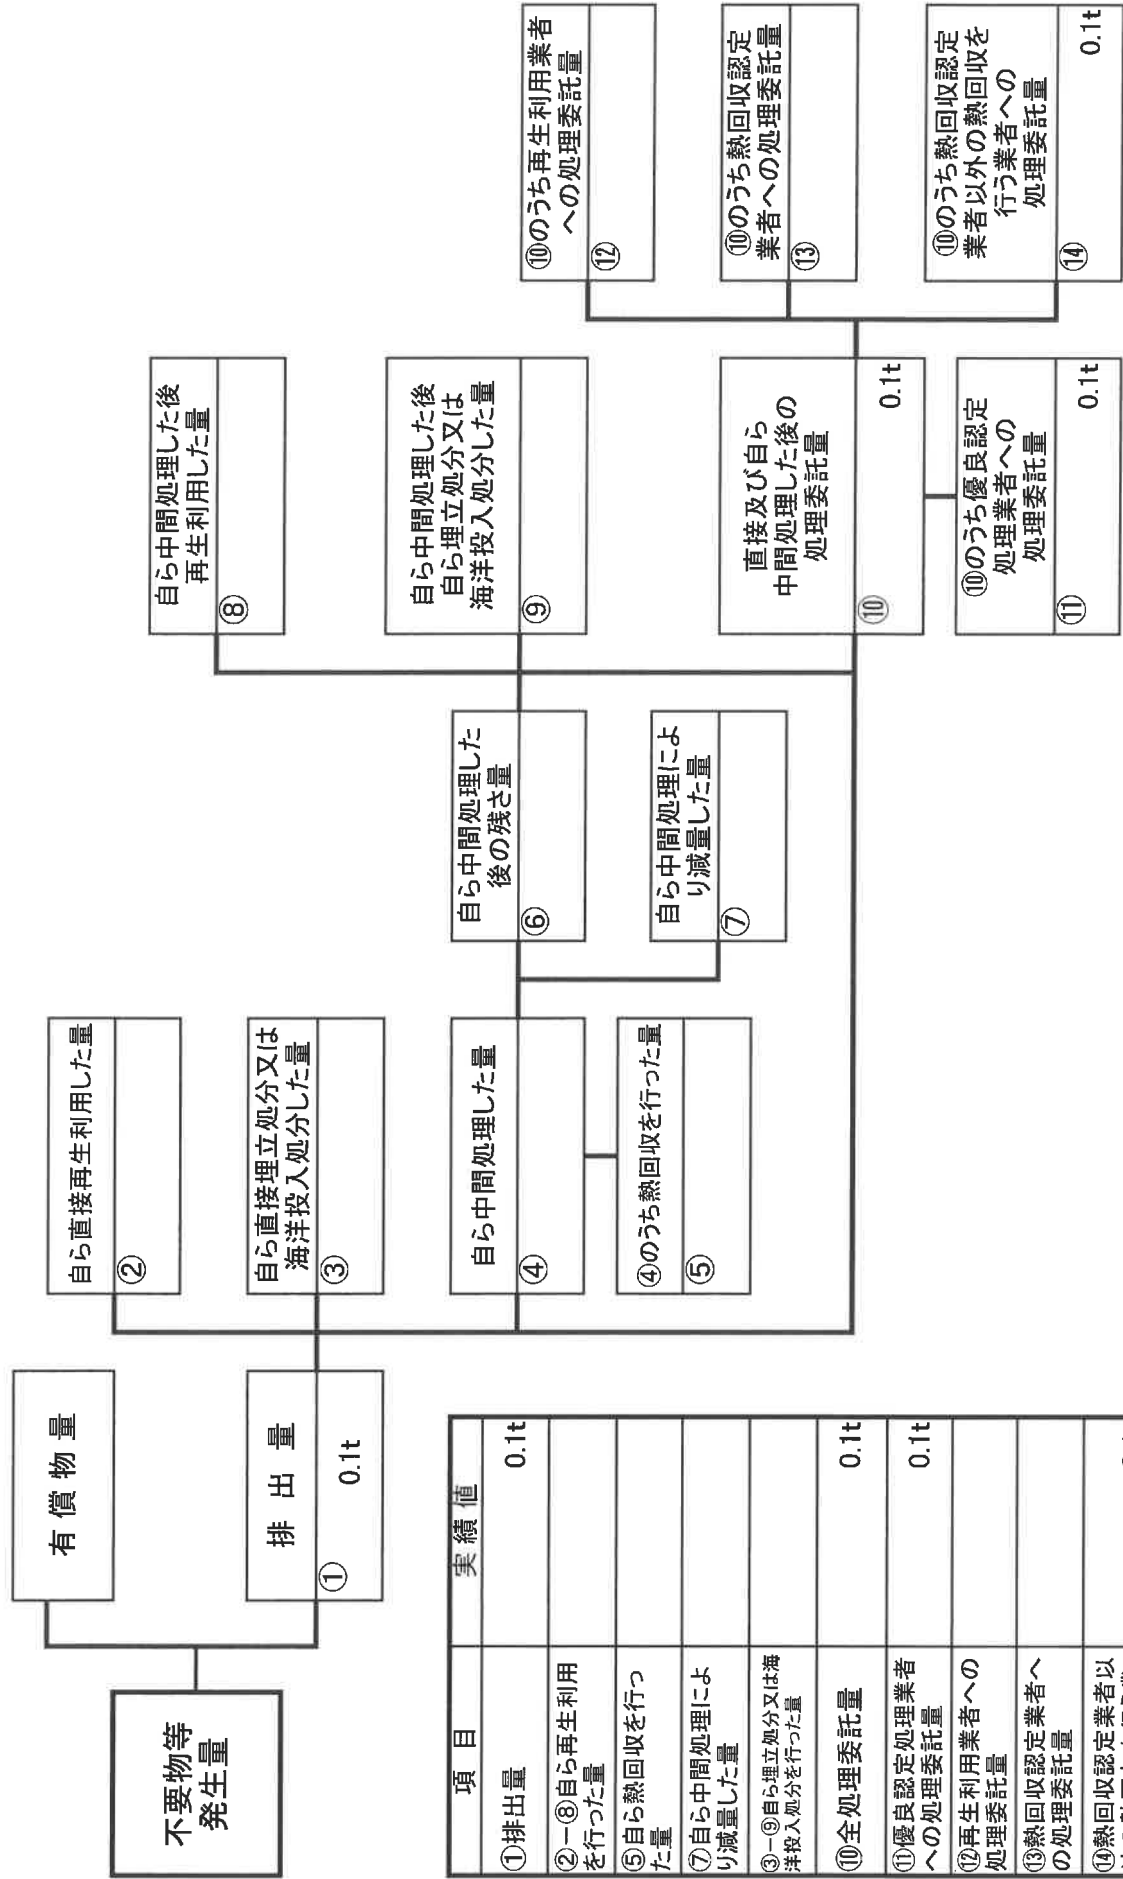 不要物等
発生量
有償物量
排出量
①
0.1t
自ら直接再生利用した量
②
自ら直接埋立処分又は
海洋投入処分した量
③
自ら中間処理した量
④
④のうち熱回収を行った量
⑤
自ら中間処理した
後の残さ量
⑥
自ら中間処理によ
り減量した量
⑦
自ら中間処理した後
再生利用した量
⑧
自ら中間処理した後
自ら埋立処分又は
海洋投入処分した量
⑨
直接及び自ら
中間処理した後の
処理委託量
⑩
0.1t
⑩のうち優良認定
処理業者への
処理委託量
⑪
0.1t
⑩のうち再生利用業者
への処理委託量
⑫
⑩のうち熱回収認定
業者への処理委託量
⑬
⑩のうち熱回収認定
業者以外の熱回収を
行う業者への
処理委託量
⑭
0.1t
項目
実績値
①排出量
0.1t
②－⑧自ら再生利用
を行った量
⑤自ら熱回収を行っ
た量
⑦自ら中間処理によ
り減量した量
③－⑨自ら埋立処分又は海
洋投入処分を行った量
⑩全処理委託量
0.1t
⑪優良認定処理業者
への処理委託量
0.1t
⑫再生利用業者への
処理委託量
⑬熱回収認定業者へ
の処理委託量
⑭熱回収認定業者以